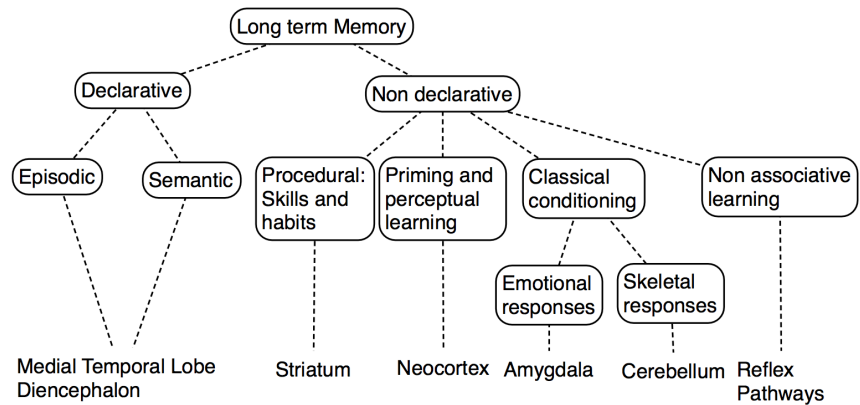 Long term Memory
Declarative
Non declarative
Episodic
Semantic
Procedural:
Skills and
habits
Priming and
perceptual
learning
Classical
conditioning
Non associative
learning
Emotional
responses
Skeletal
responses
Medial Temporal Lobe
Diencephalon
Striatum
Neocortex
Amygdala
Cerebellum
Reflex
Pathways